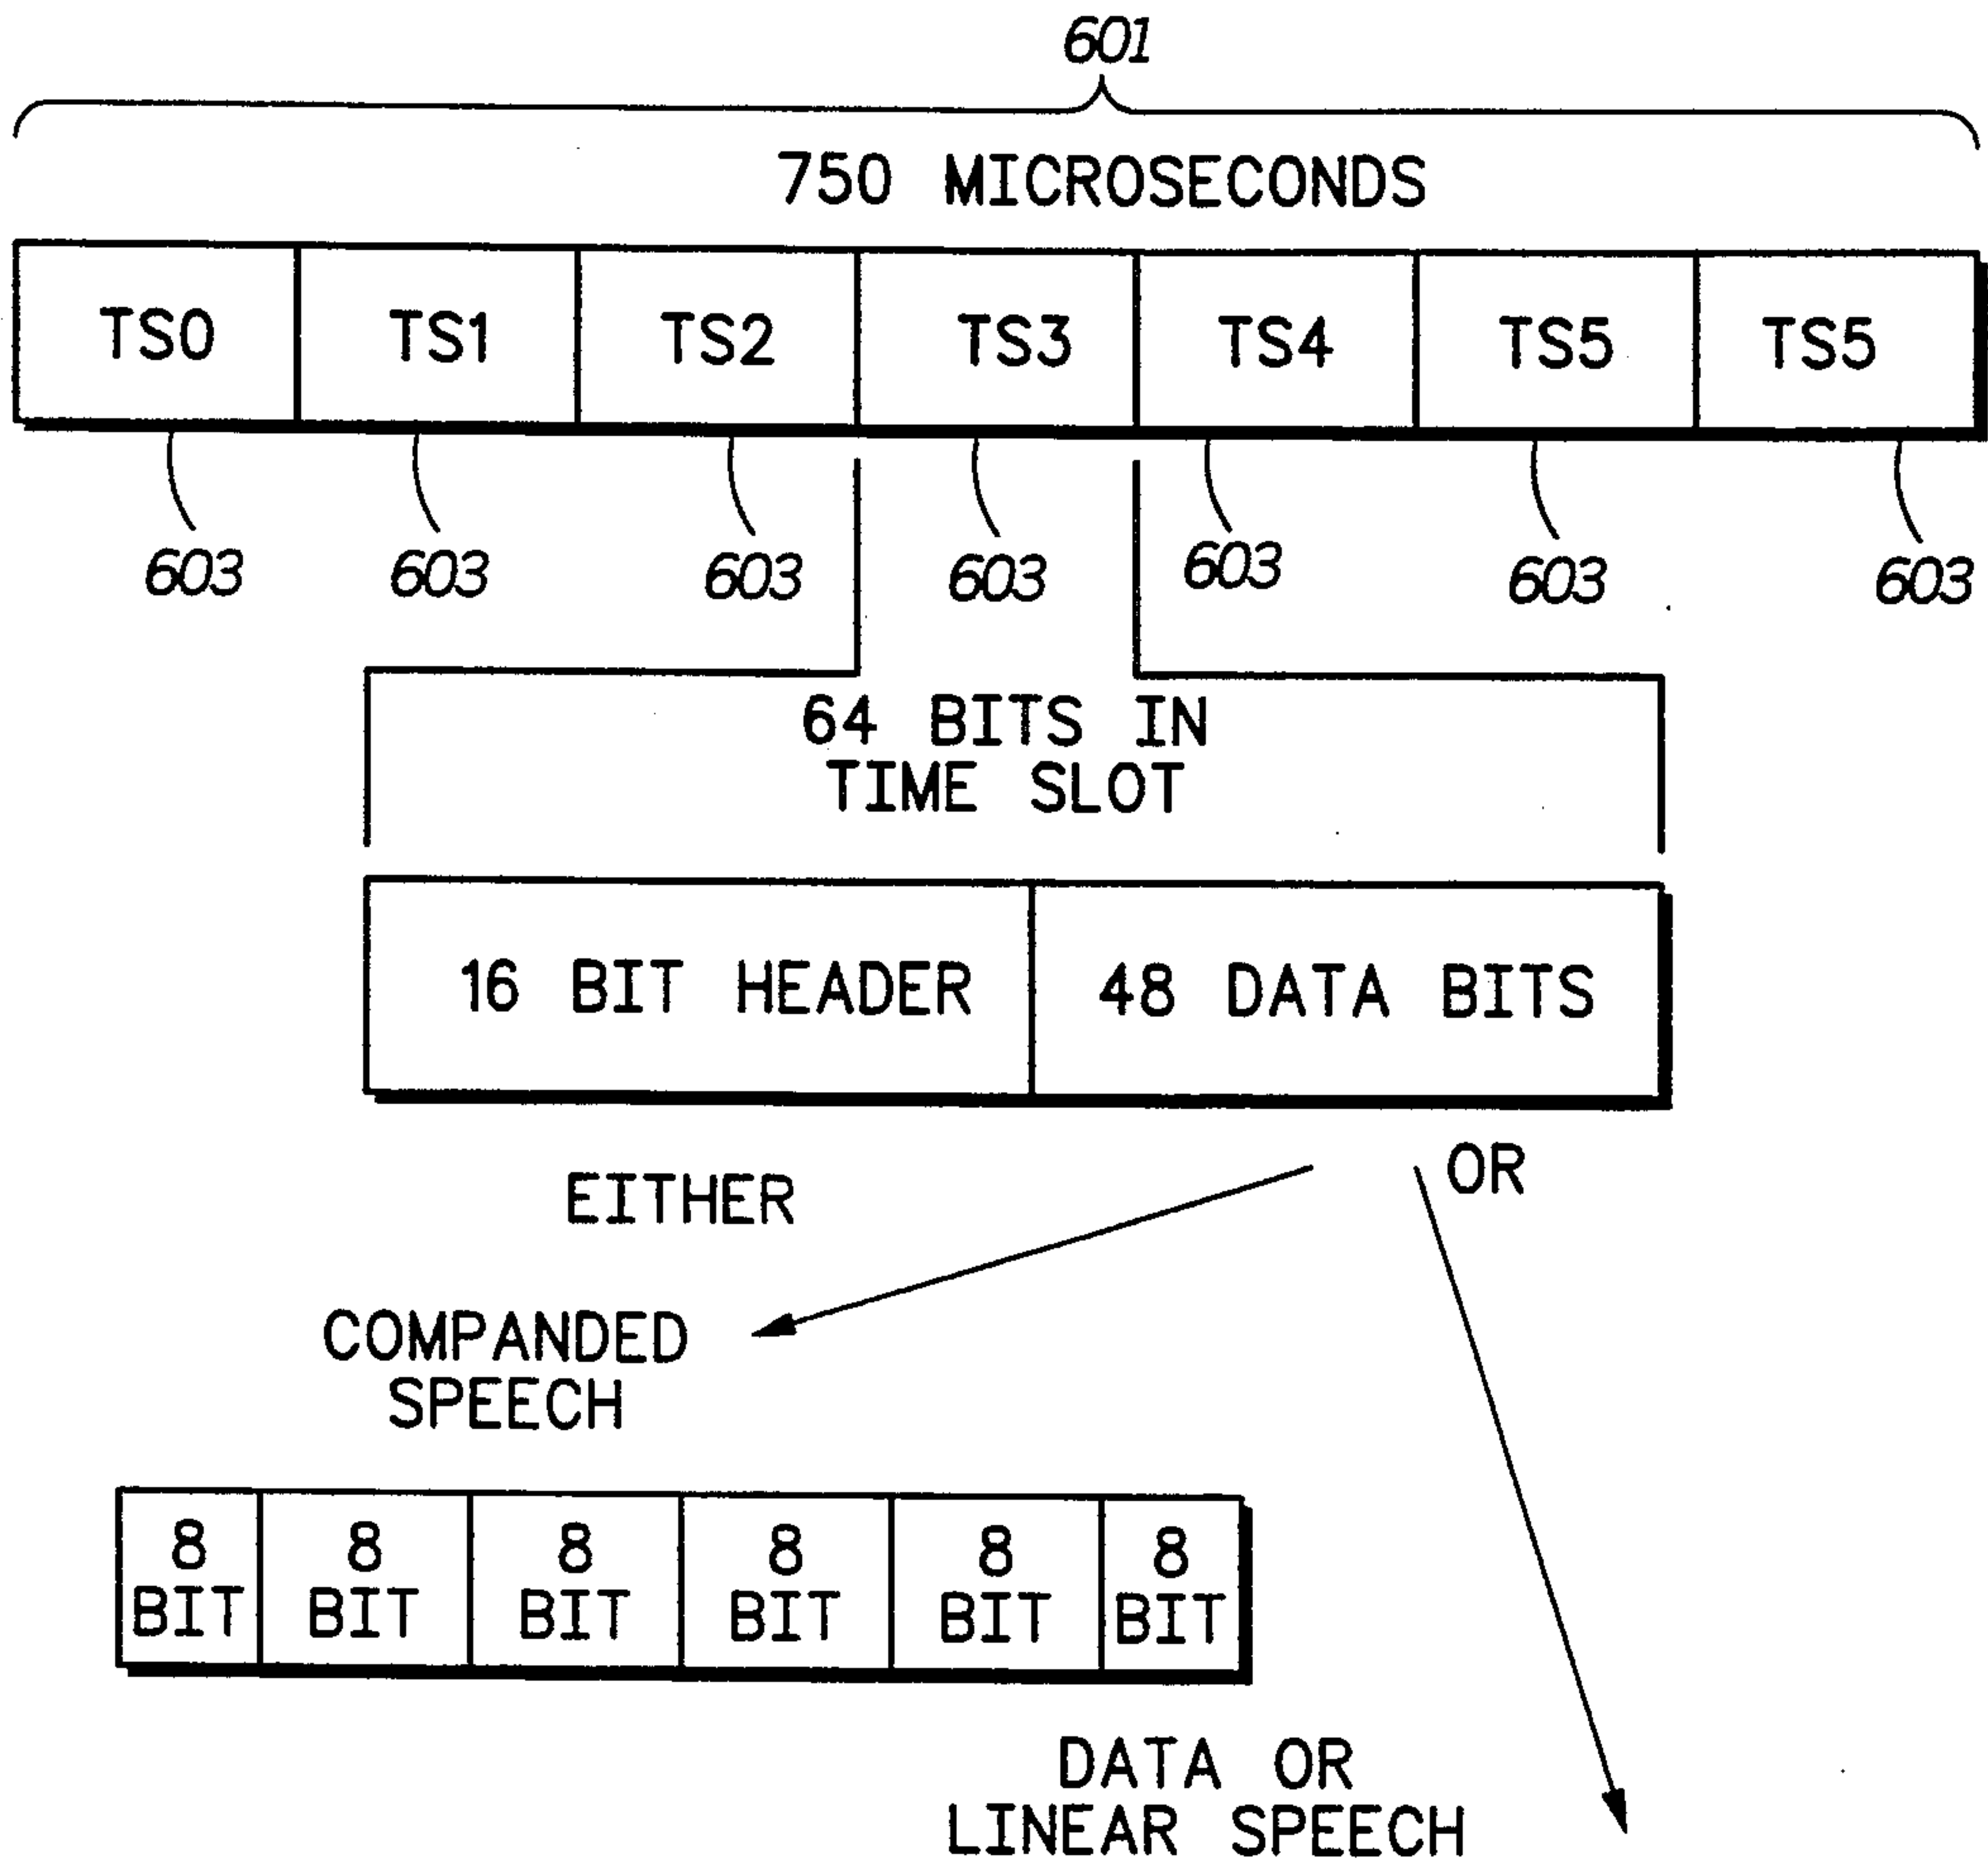 601
750 MICROSECONDS
TS0 TS1 TS2 TS3 TS4 TS5 TS5
603 603 603 603 603 603 603
64 BITS IN
TIME SLOT
16 BIT HEADER 48 DATA BITS
EITHER OR
COMPANDED
SPEECH
8 8 8 8 8 8
BIT BIT BIT BIT BIT BIT
DATA OR
LINEAR SPEECH